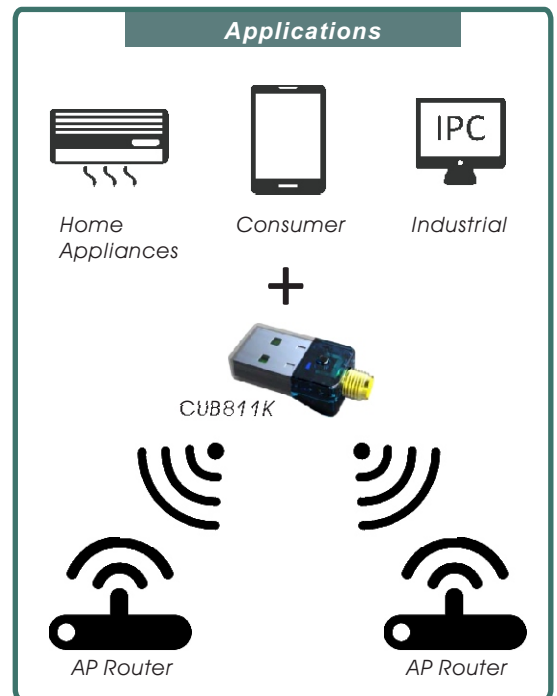 Applications
IPC
Home
Appliances
Consumer
Industrial
+
CUB811K
AP Router
AP Router